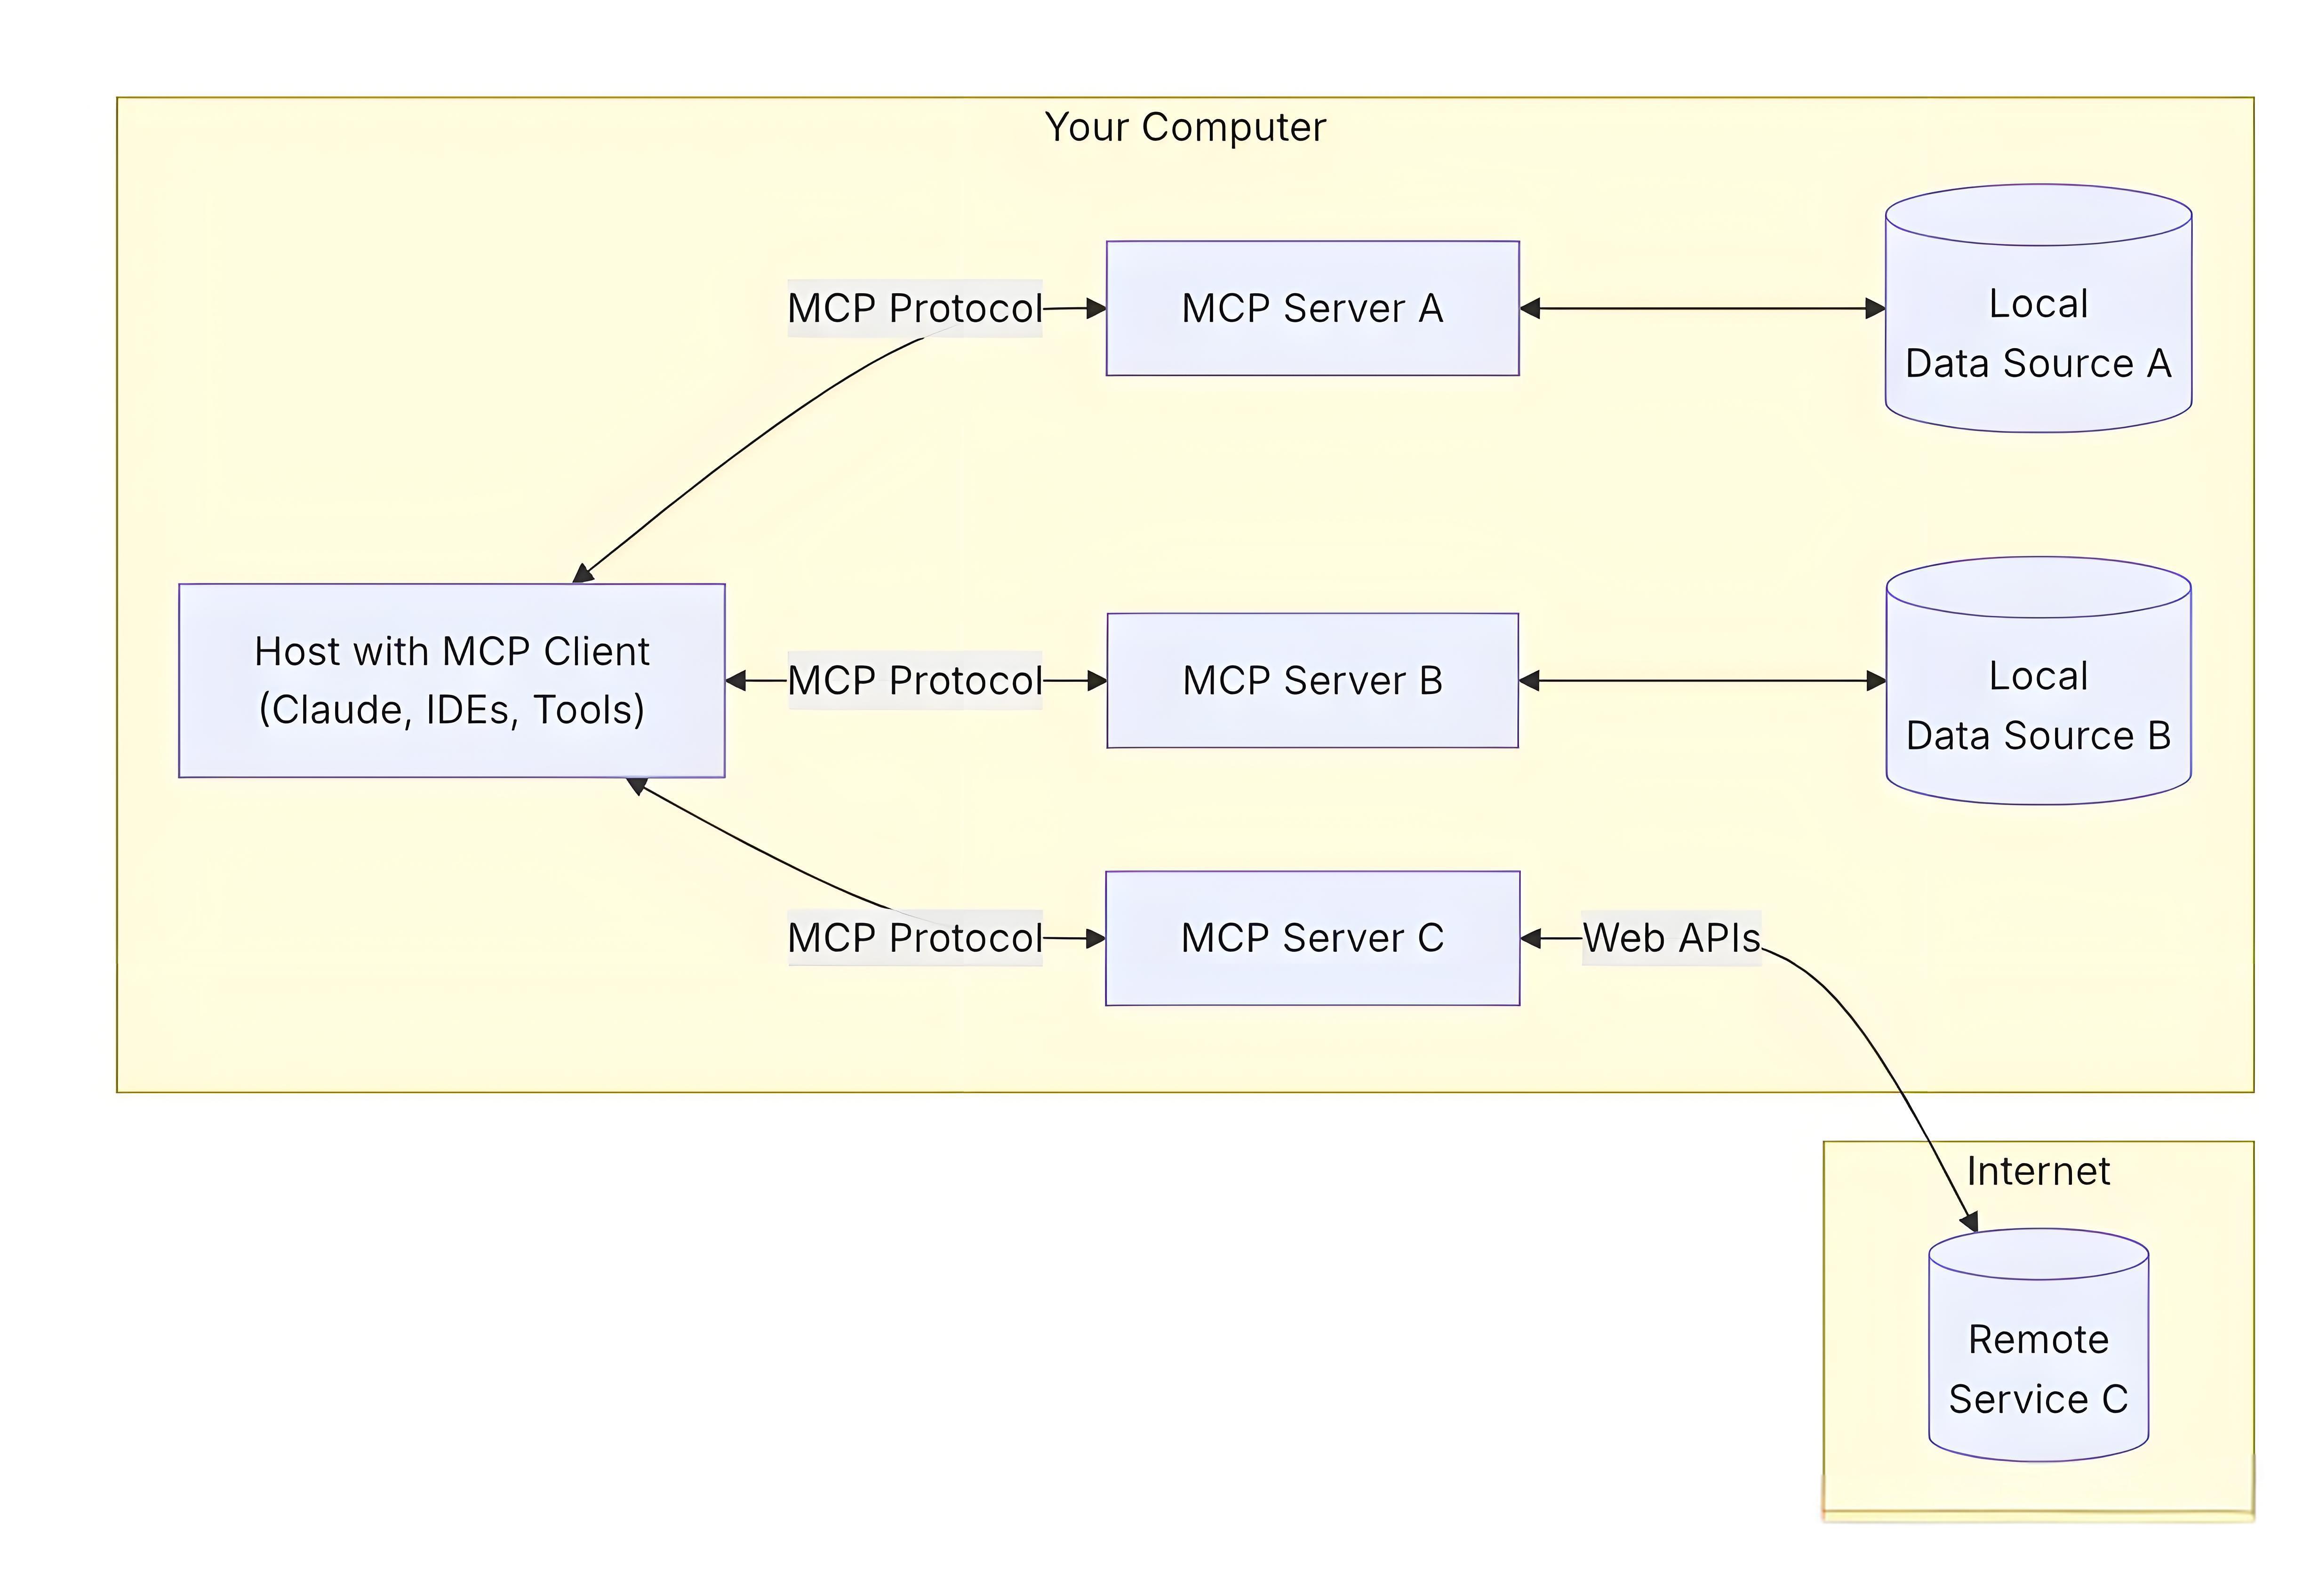 Your Computer
MCP Protocol
MCP Server A
Local
Data Source A
Host with MCP Client
(Claude, IDEs, Tools)
MCP Protocol
MCP Server B
Local
Data Source B
MCP Protocol
MCP Server C
Web APIs
Internet
Remote
Service C